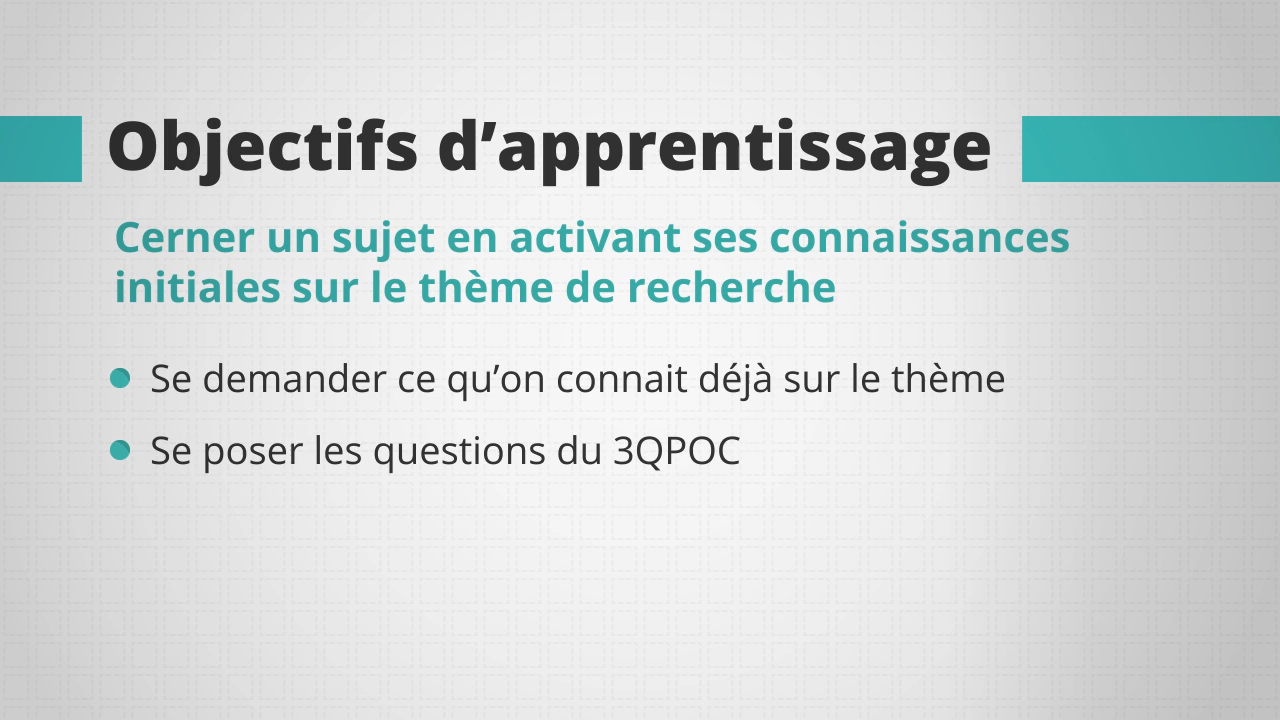 Objectifs d’apprentissage
Cerner un sujet en activant ses connaissances
initiales sur le thème de recherche
Se demander ce qu’on connait déjà sur le thème
Se poser les questions du 3QPOC